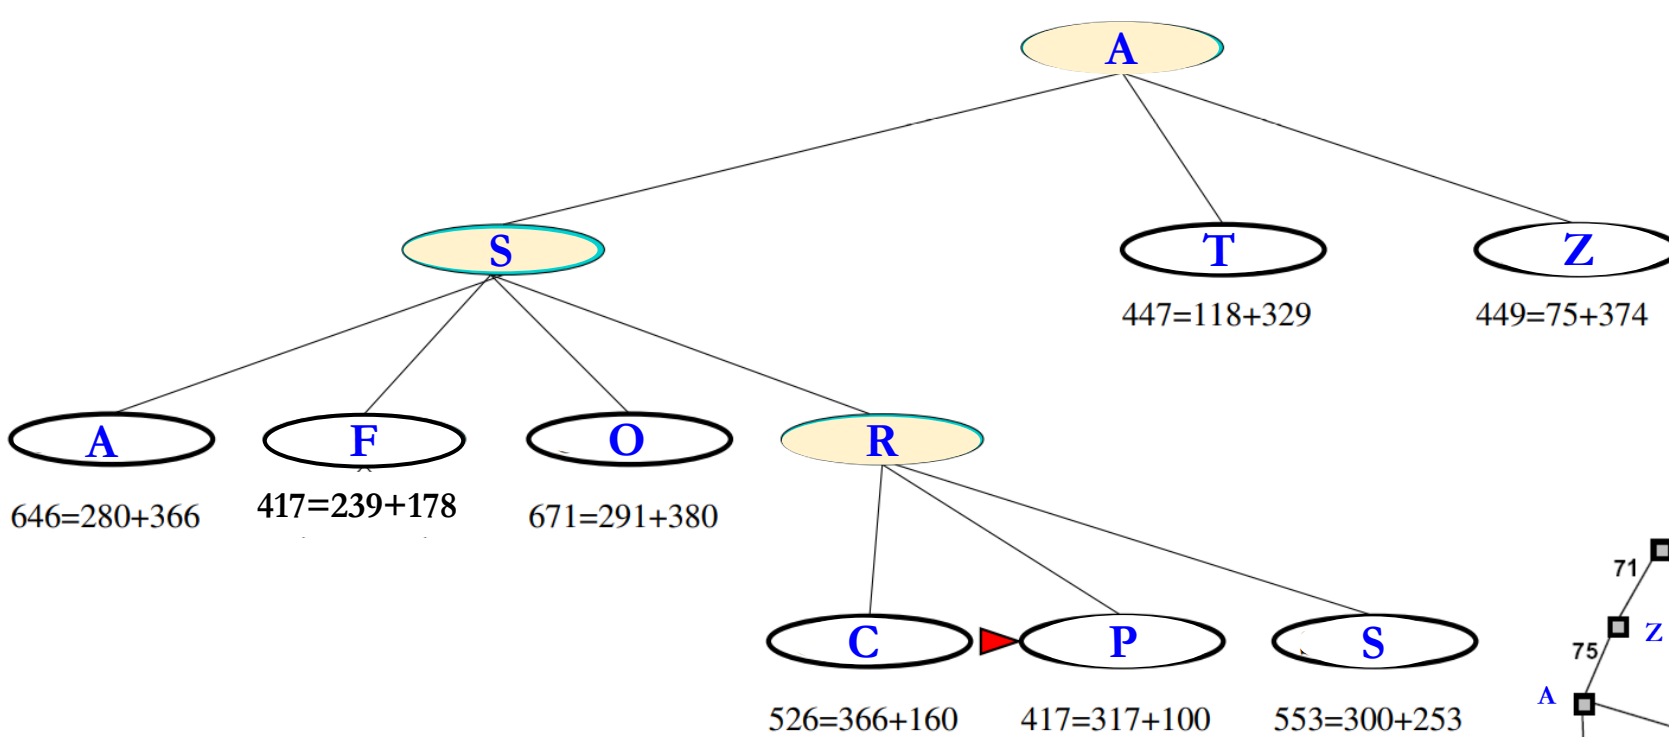 A
S
T
Z
447=118+329
449=75+374
A
F
O
R
646=280+366
417=239+178
671=291+380
C
P
S
526=366+160
417=317+100
553=300+253
71
Z
75
A